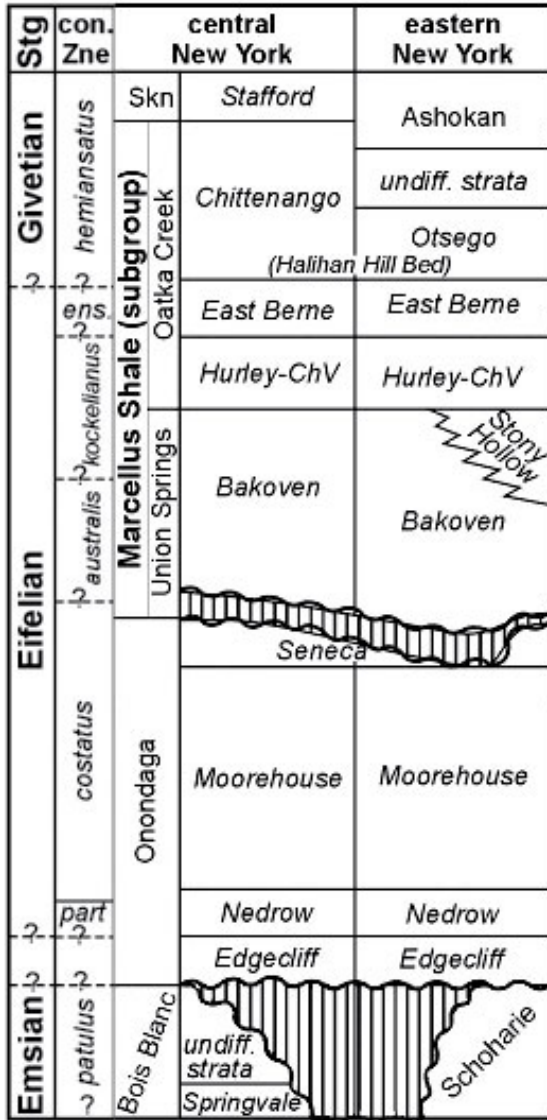 Stg
con.
Zne
central
New York
eastern
New York
Givetian
hemiansatus
Skn
Stafford
Ashokan
Marcellus Shale (subgroup)
Oatka Creek
Chittenango
undiff. strata
Otsego
(Halihan Hill Bed)
-?-
-?-
ens.
East Berne
East Berne
-?-
Eifelian
kockelianus
Hurley-ChV
Hurley-ChV
Union Springs
Bakoven
Stony
Hollow
-?-
australis
Bakoven
-?-
Seneca
costatus
Onondaga
Moorehouse
Moorehouse
part
Nedrow
Nedrow
-?-
-?-
Edgecliff
Edgecliff
-?-
-?-
Emsian
patulus
Bois Blanc
undiff.
strata
Schoharie
?
Springvale